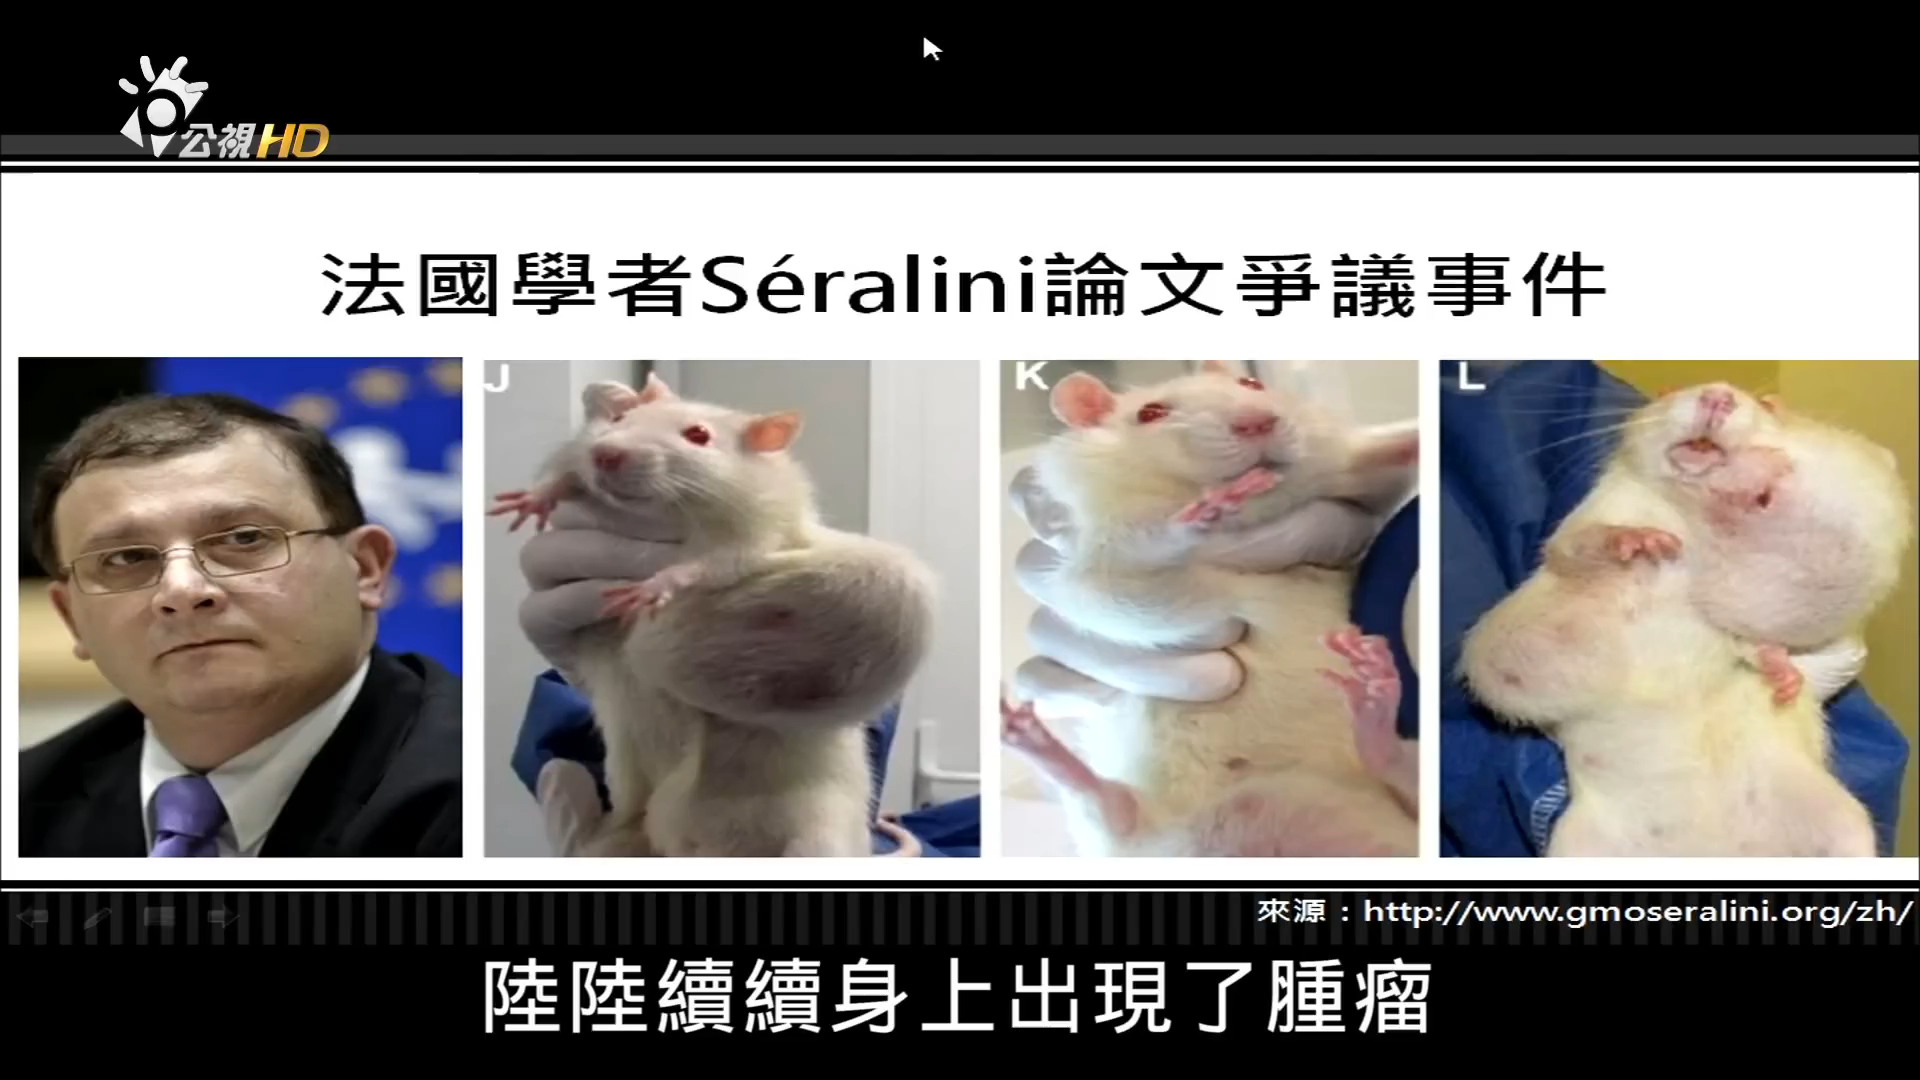 公視HD
法國學者Séralini論文爭議事件
J
K
L
來源：http://www.gmoseralini.org/zh/
陸陸續續身上出現了腫瘤